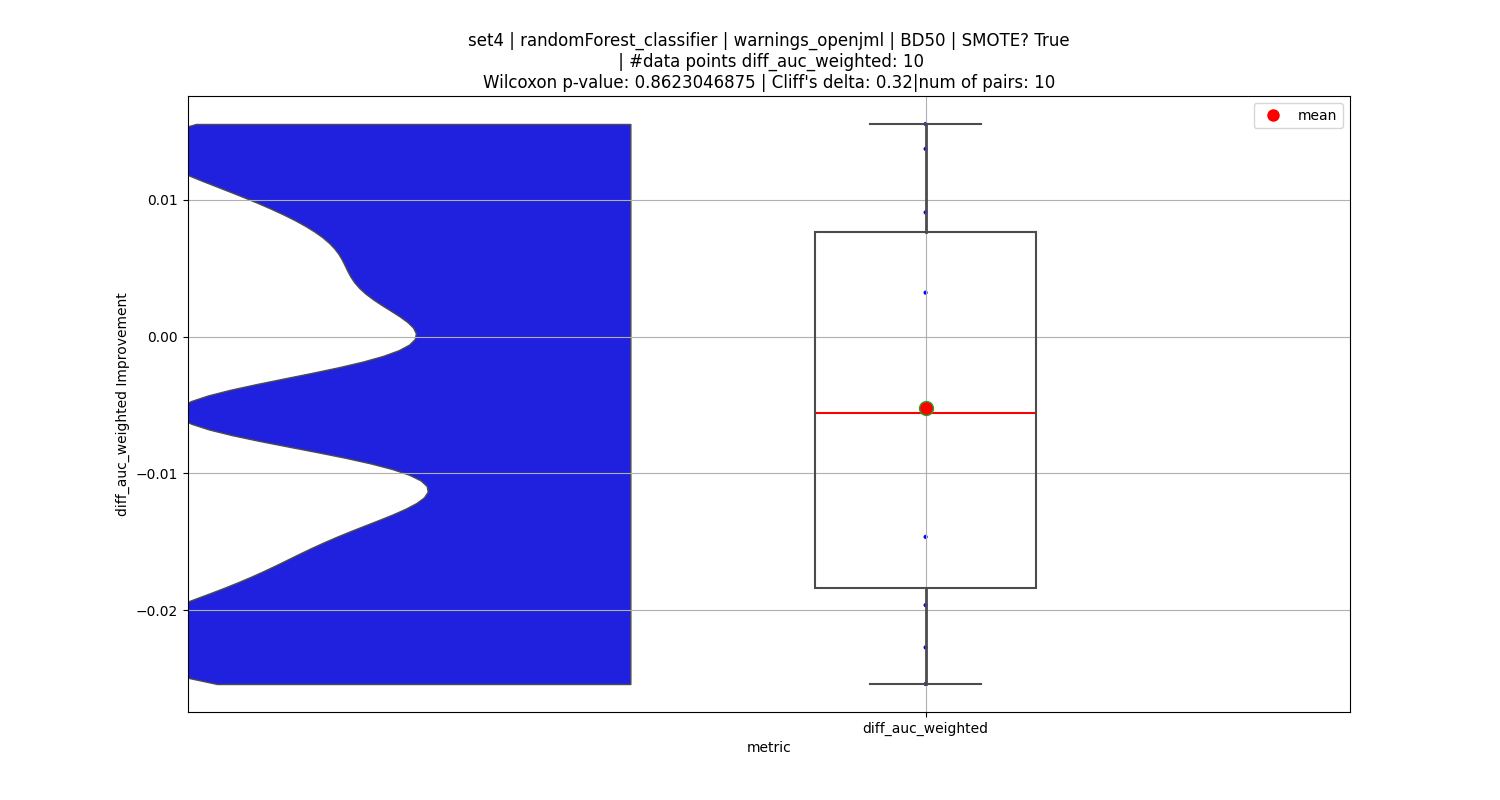 set4 | randomForest_classifier | warnings_openjml | BD50 | SMOTE? True
| #data points diff_auc_weighted: 10
Wilcoxon p-value: 0.8623046875 | Cliff's delta: 0.32|num of pairs: 10
mean
0.01
0.00
−0.01
−0.02
diff_auc_weighted Improvement
diff_auc_weighted
metric